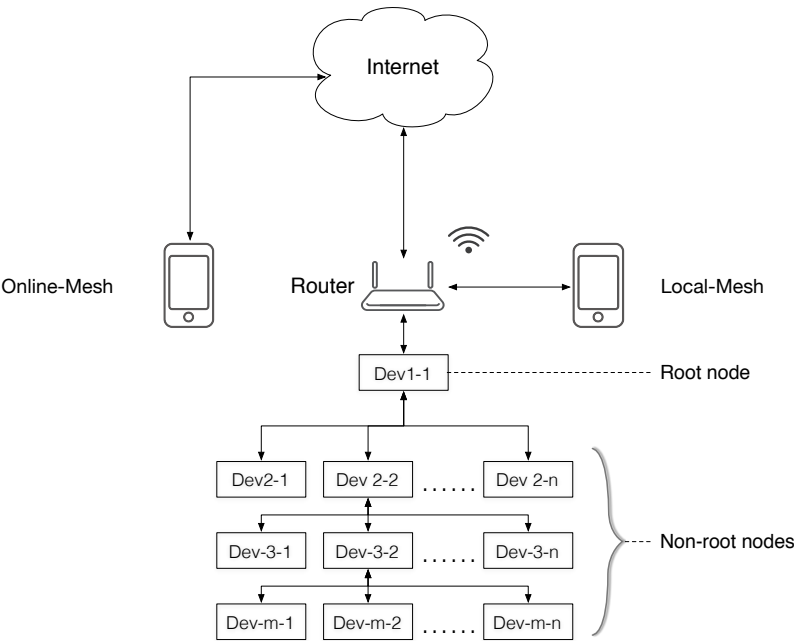 Internet
Online-Mesh
Router
Local-Mesh
Dev1-1
Root node
Dev2-1
Dev 2-2
......
Dev 2-n
Dev-3-1
Dev-3-2
......
Dev-3-n
Non-root nodes
Dev-m-1
Dev-m-2
......
Dev-m-n